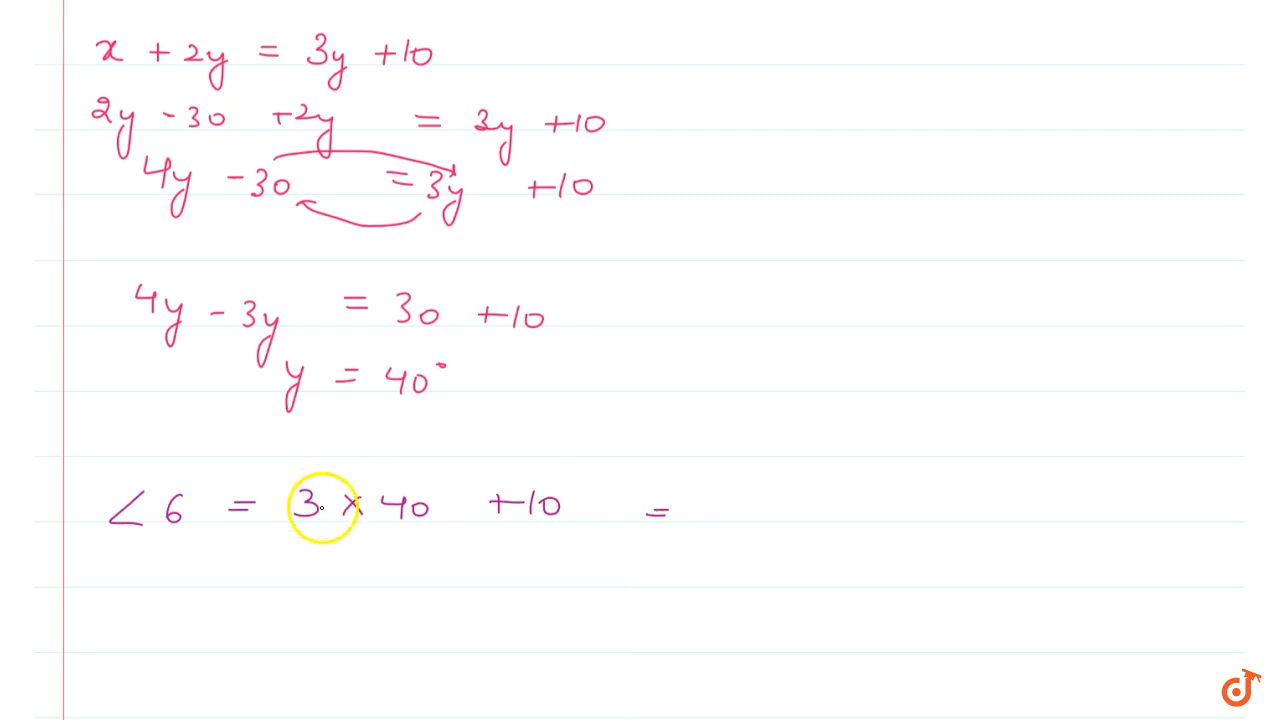 x + 2y = 3y + 10
2y - 30 + 2y = 3y + 10
4y - 30 = 3y + 10
4y - 3y = 30 + 10
y = 40°
∠6 = 3 × 40 + 10 =